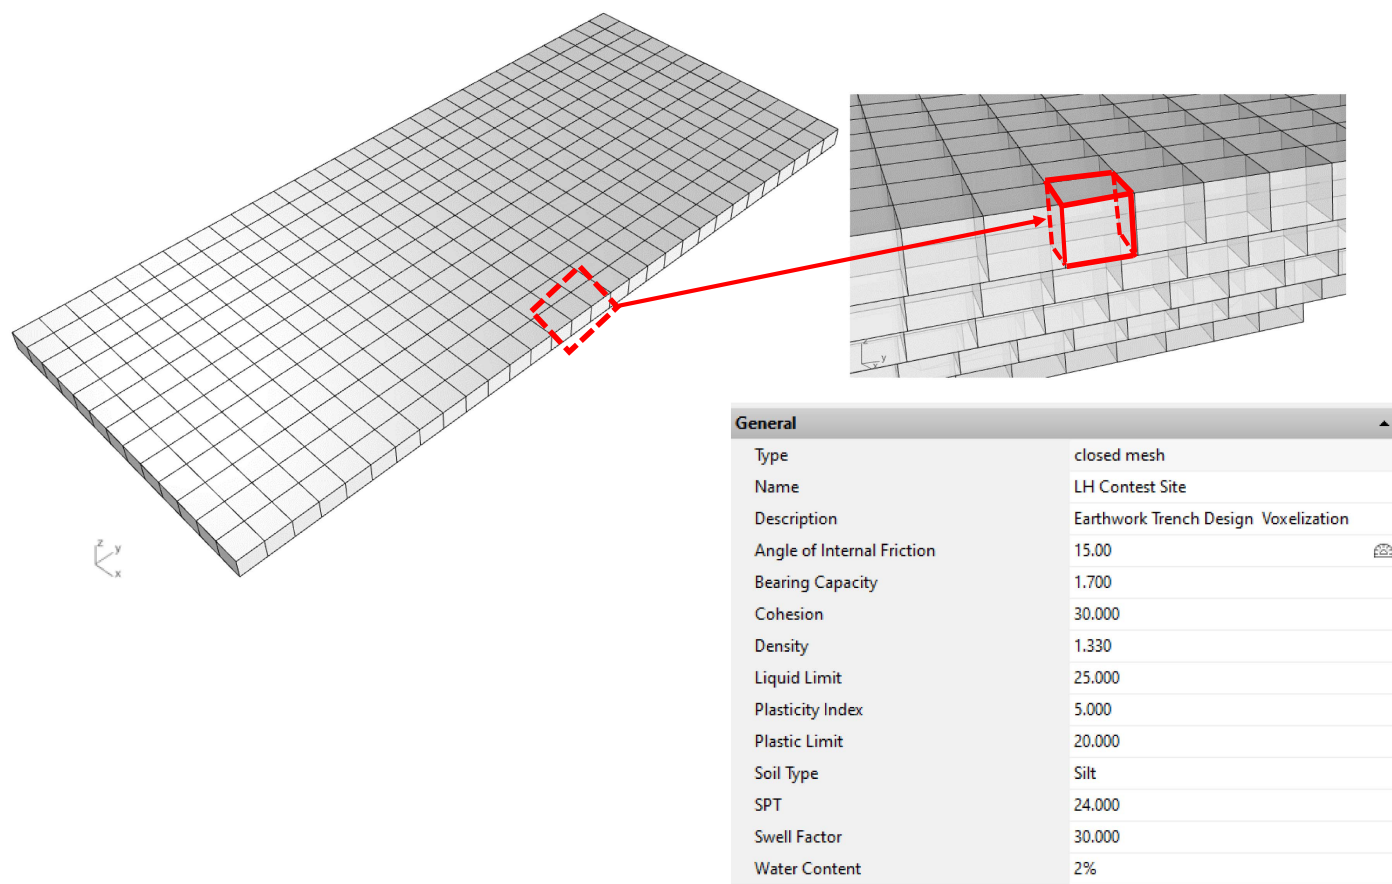 z
y
x
z
y
x
General
Type closed mesh
Name LH Contest Site
Description Earthwork Trench Design  Voxelization
Angle of Internal Friction 15.00
Bearing Capacity 1.700
Cohesion 30.000
Density 1.330
Liquid Limit 25.000
Plasticity Index 5.000
Plastic Limit 20.000
Soil Type Silt
SPT 24.000
Swell Factor 30.000
Water Content 2%